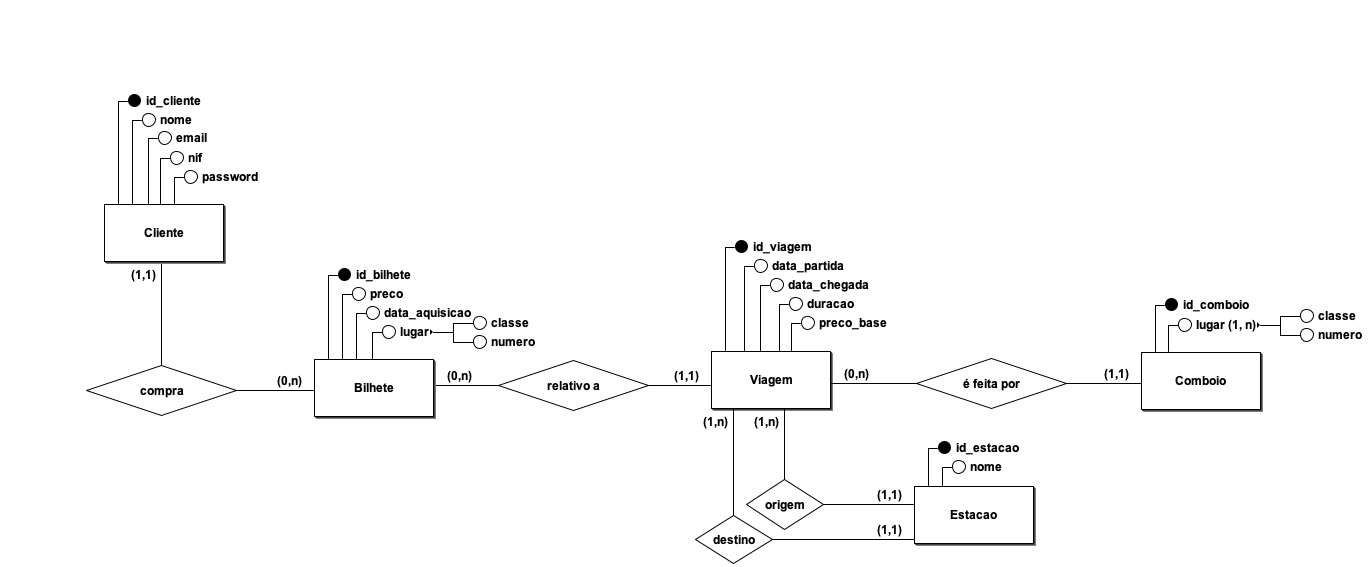 id_cliente
nome
email
nif
password
Cliente
(1,1)
compra
(0,n)
id_bilhete
preco
data_aquisicao
lugar
classe
numero
Bilhete
(0,n)
relativo a
(1,1)
id_viagem
data_partida
data_chegada
duracao
preco_base
Viagem
(0,n)
é feita por
(1,1)
id_comboio
lugar (1, n)
classe
numero
Comboio
(1,n)
(1,n)
origem
(1,1)
destino
(1,1)
id_estacao
nome
Estacao